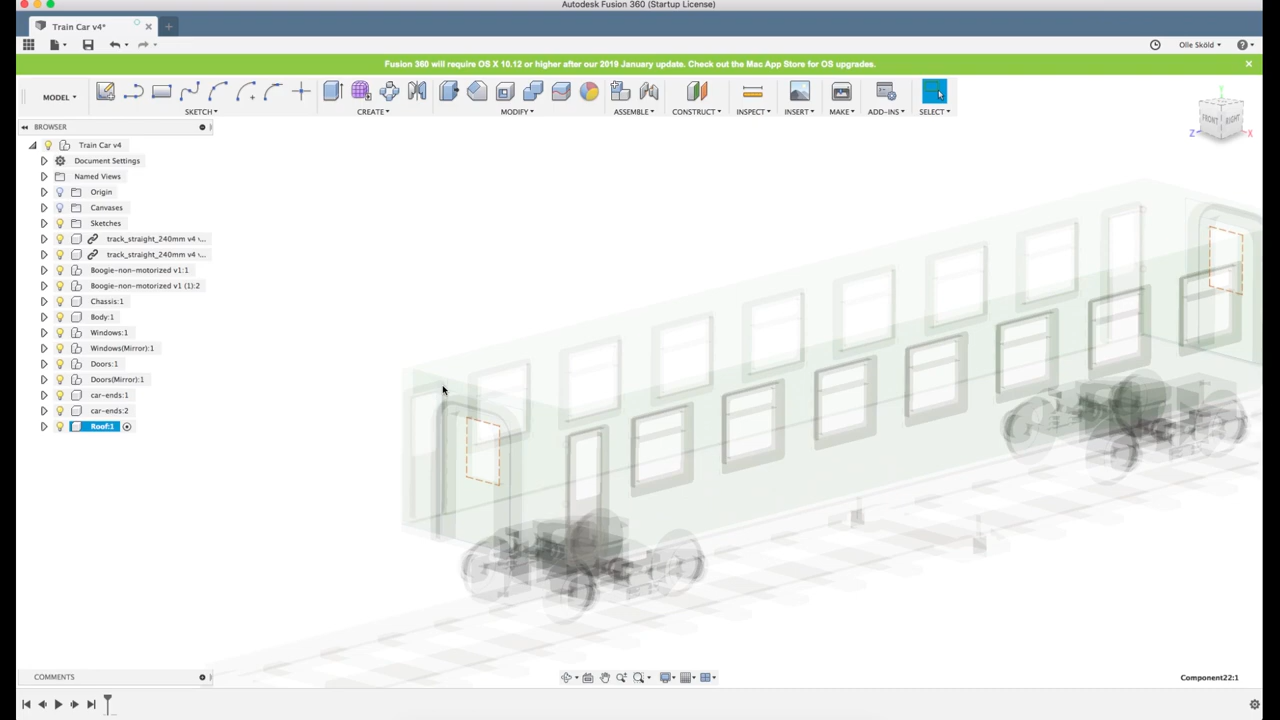 Autodesk Fusion 360 (Startup License)
Train Car v4*
Olle Sköld
Fusion 360 will require OS X 10.12 or higher after our 2019 January update. Check out the Mac App Store for OS upgrades.
MODEL
SKETCH
CREATE
MODIFY
ASSEMBLE
CONSTRUCT
INSPECT
INSERT
MAKE
ADD-INS
SELECT
BROWSER
FRONT
RIGHT
Z
Y
X
Train Car v4
Document Settings
Named Views
Origin
Canvases
Sketches
track_straight_240mm v4 v...
track_straight_240mm v4 v...
Boogie-non-motorized v1:1
Boogie-non-motorized v1 (1):2
Chassis:1
Body:1
Windows:1
Windows(Mirror):1
Doors:1
Doors(Mirror):1
car-ends:1
car-ends:2
Roof:1
COMMENTS
Component22:1